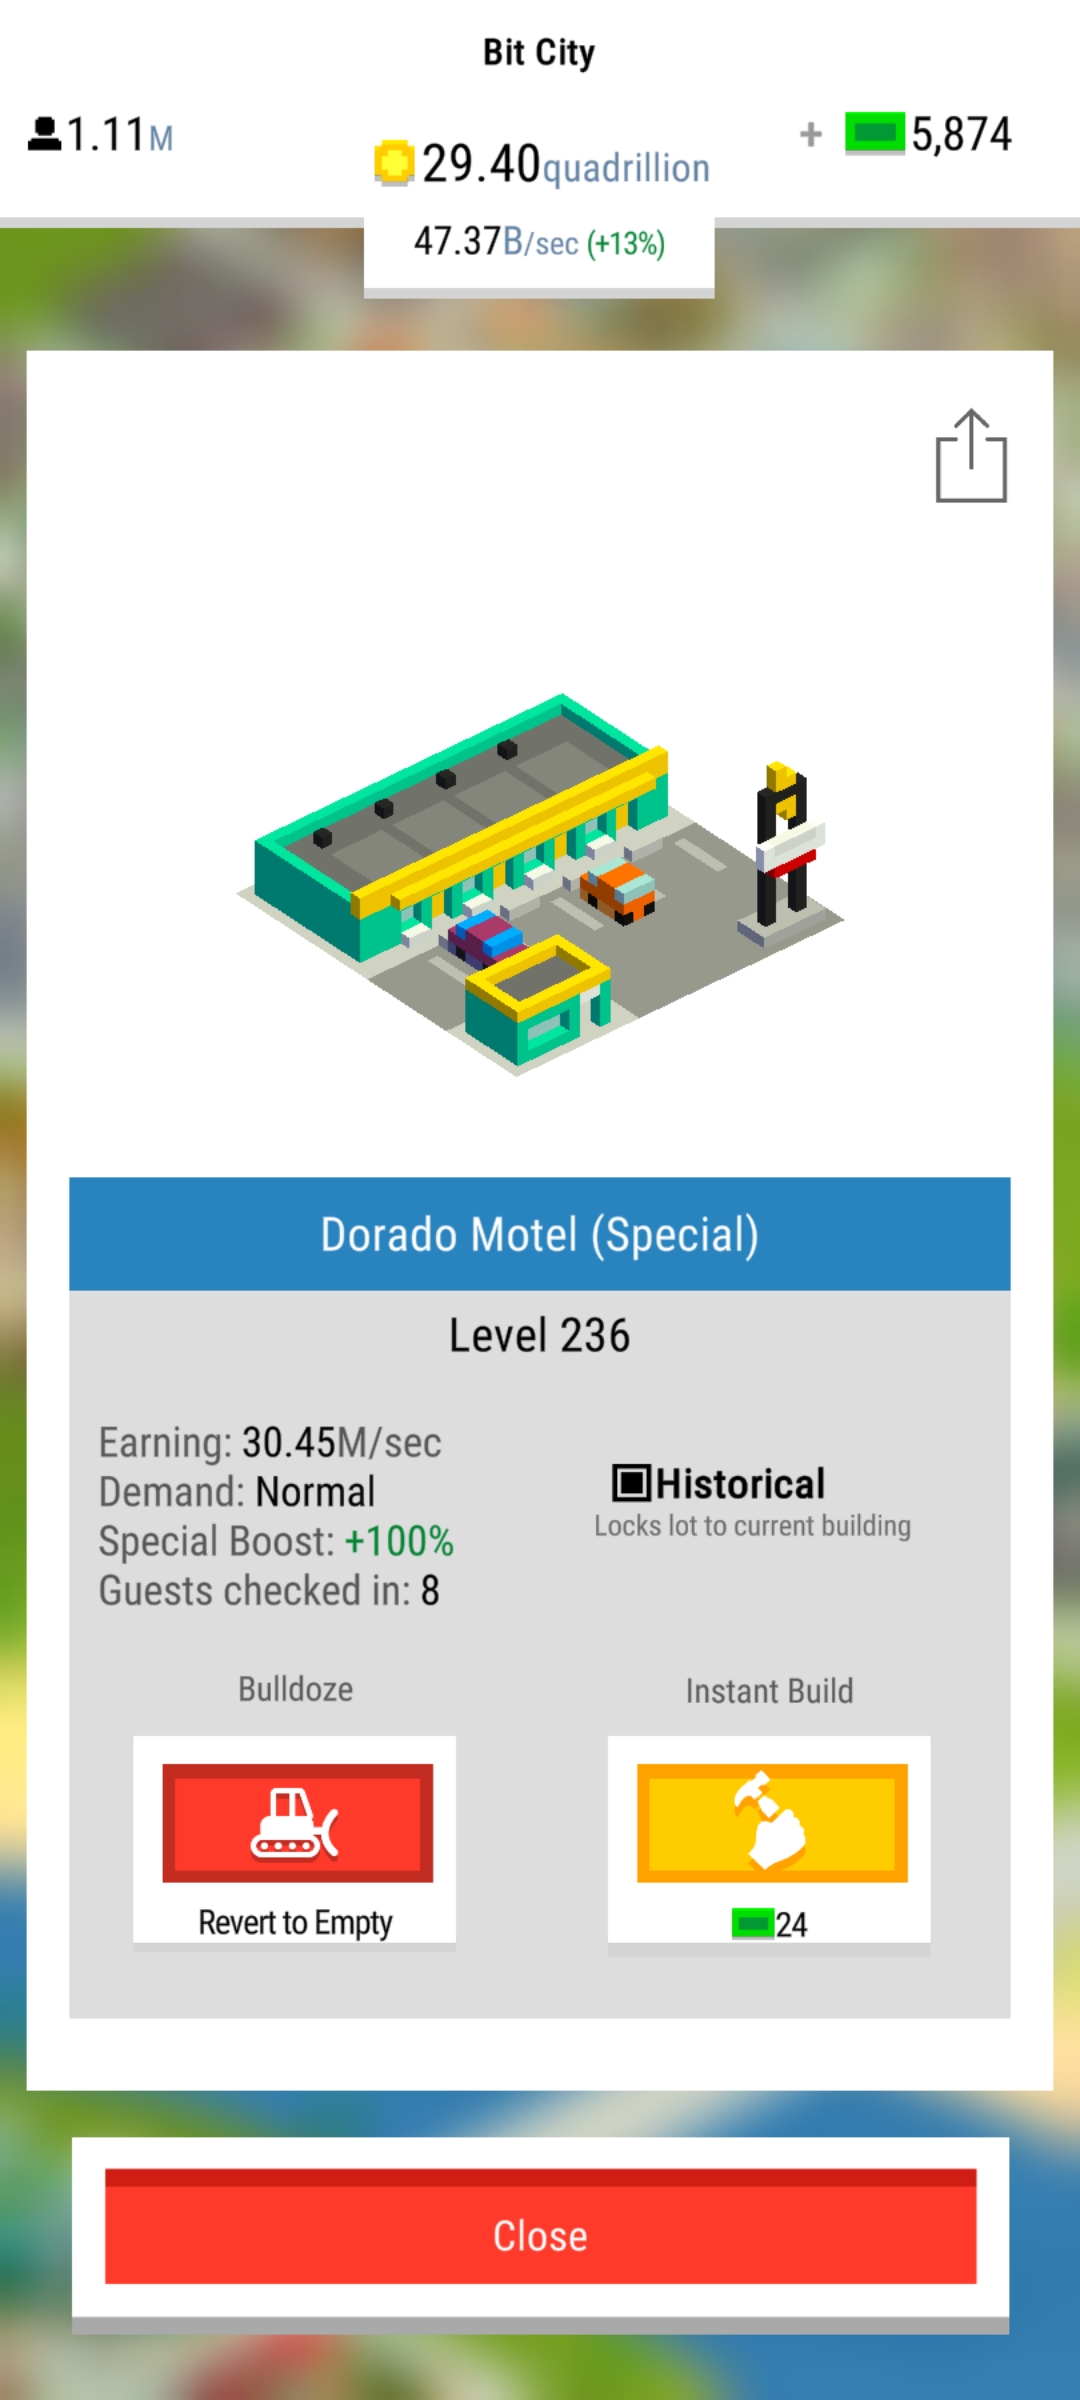 Bit City
1.11M
29.40quadrillion
+ 5,874
47.37B/sec (+13%)
Dorado Motel (Special)
Level 236
Earning: 30.45M/sec
Demand: Normal
Special Boost: +100%
Guests checked in: 8
Historical
Locks lot to current building
Bulldoze
Instant Build
Revert to Empty
24
Close